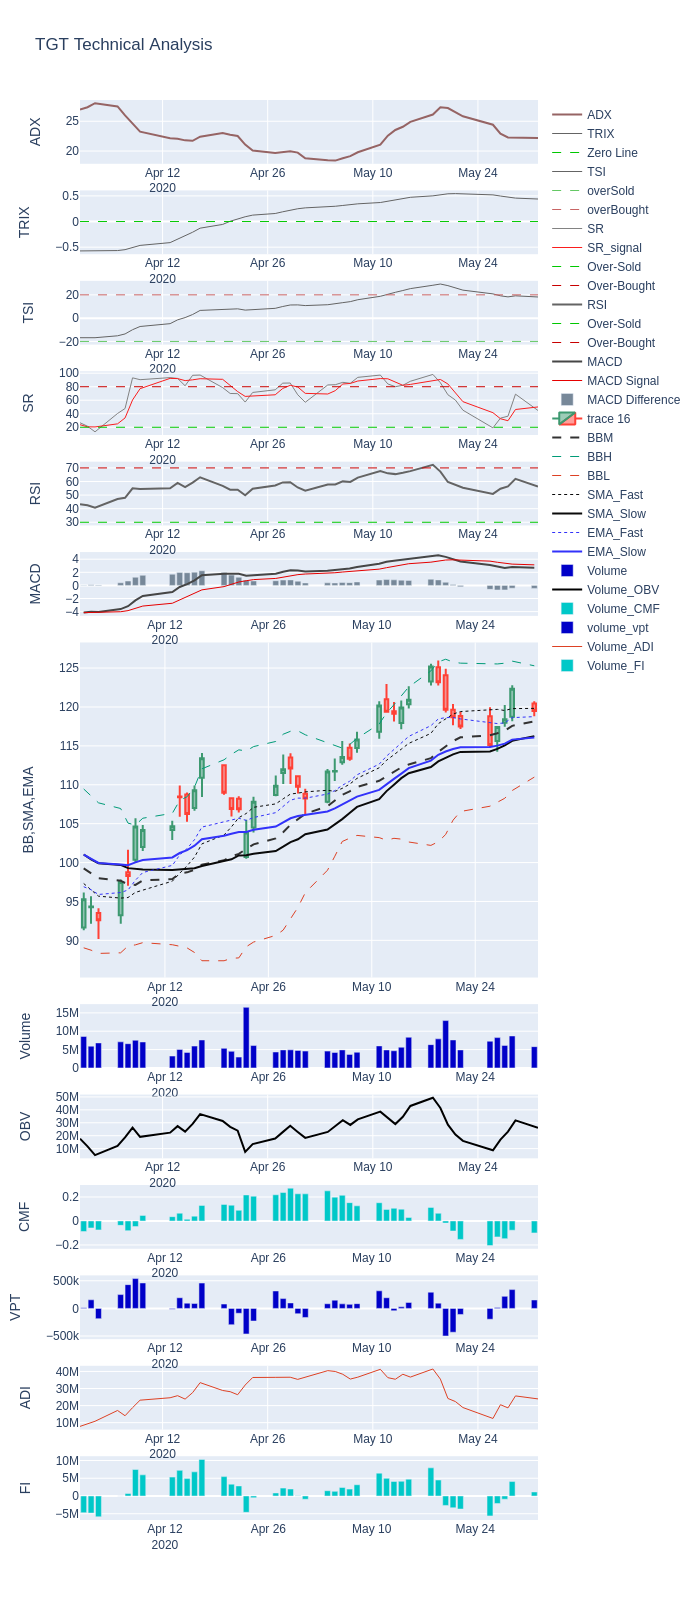 TGT Technical Analysis
ADX
25
20
Apr 12
2020
Apr 26
May 10
May 24
TRIX
0.5
0
−0.5
Apr 12
2020
Apr 26
May 10
May 24
TSI
20
0
−20
Apr 12
2020
Apr 26
May 10
May 24
SR
100
80
60
40
20
Apr 12
2020
Apr 26
May 10
May 24
RSI
70
60
50
40
30
Apr 12
2020
Apr 26
May 10
May 24
MACD
4
2
0
−2
−4
Apr 12
2020
Apr 26
May 10
May 24
BB,SMA,EMA
125
120
115
110
105
100
95
90
Apr 12
2020
Apr 26
May 10
May 24
Volume
15M
10M
5M
0
Apr 12
2020
Apr 26
May 10
May 24
OBV
50M
40M
30M
20M
10M
Apr 12
2020
Apr 26
May 10
May 24
CMF
0.2
0
−0.2
Apr 12
2020
Apr 26
May 10
May 24
VPT
500k
0
−500k
Apr 12
2020
Apr 26
May 10
May 24
ADI
40M
30M
20M
10M
Apr 12
2020
Apr 26
May 10
May 24
FI
10M
5M
0
−5M
Apr 12
2020
Apr 26
May 10
May 24
ADX
TRIX
Zero Line
TSI
overSold
overBought
SR
SR_signal
Over-Sold
Over-Bought
RSI
Over-Sold
Over-Bought
MACD
MACD Signal
MACD Difference
trace 16
BBM
BBH
BBL
SMA_Fast
SMA_Slow
EMA_Fast
EMA_Slow
Volume
Volume_OBV
Volume_CMF
volume_vpt
Volume_ADI
Volume_FI